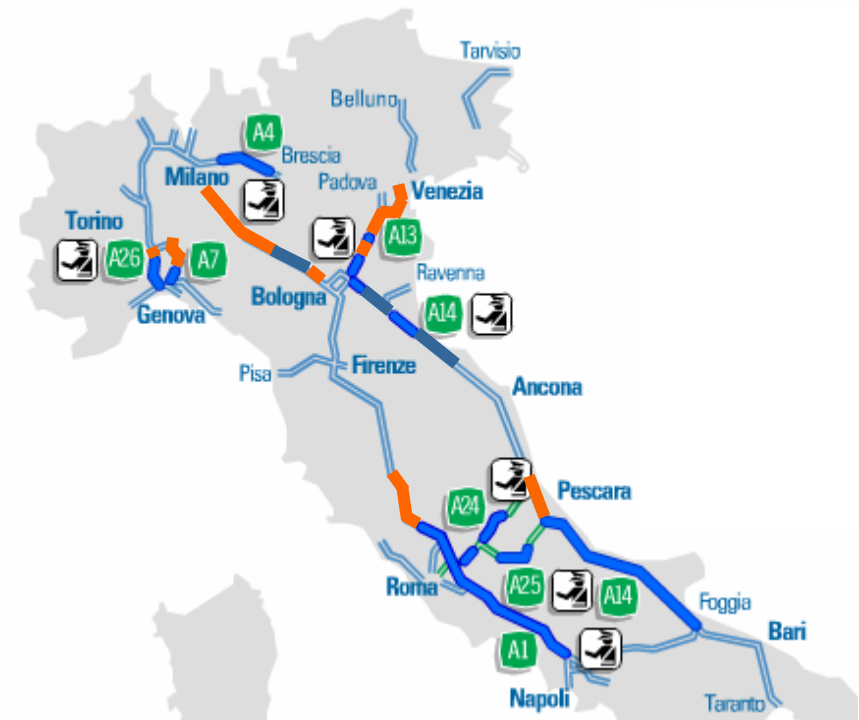 Tarvisio
Belluno
A4
Brescia
Milano
Padova
Venezia
Torino
A13
A26
A7
Ravenna
Bologna
Genova
A14
Pisa
Firenze
Ancona
Pescara
A24
Roma
A25
A14
Foggia
Bari
A1
Napoli
Taranto